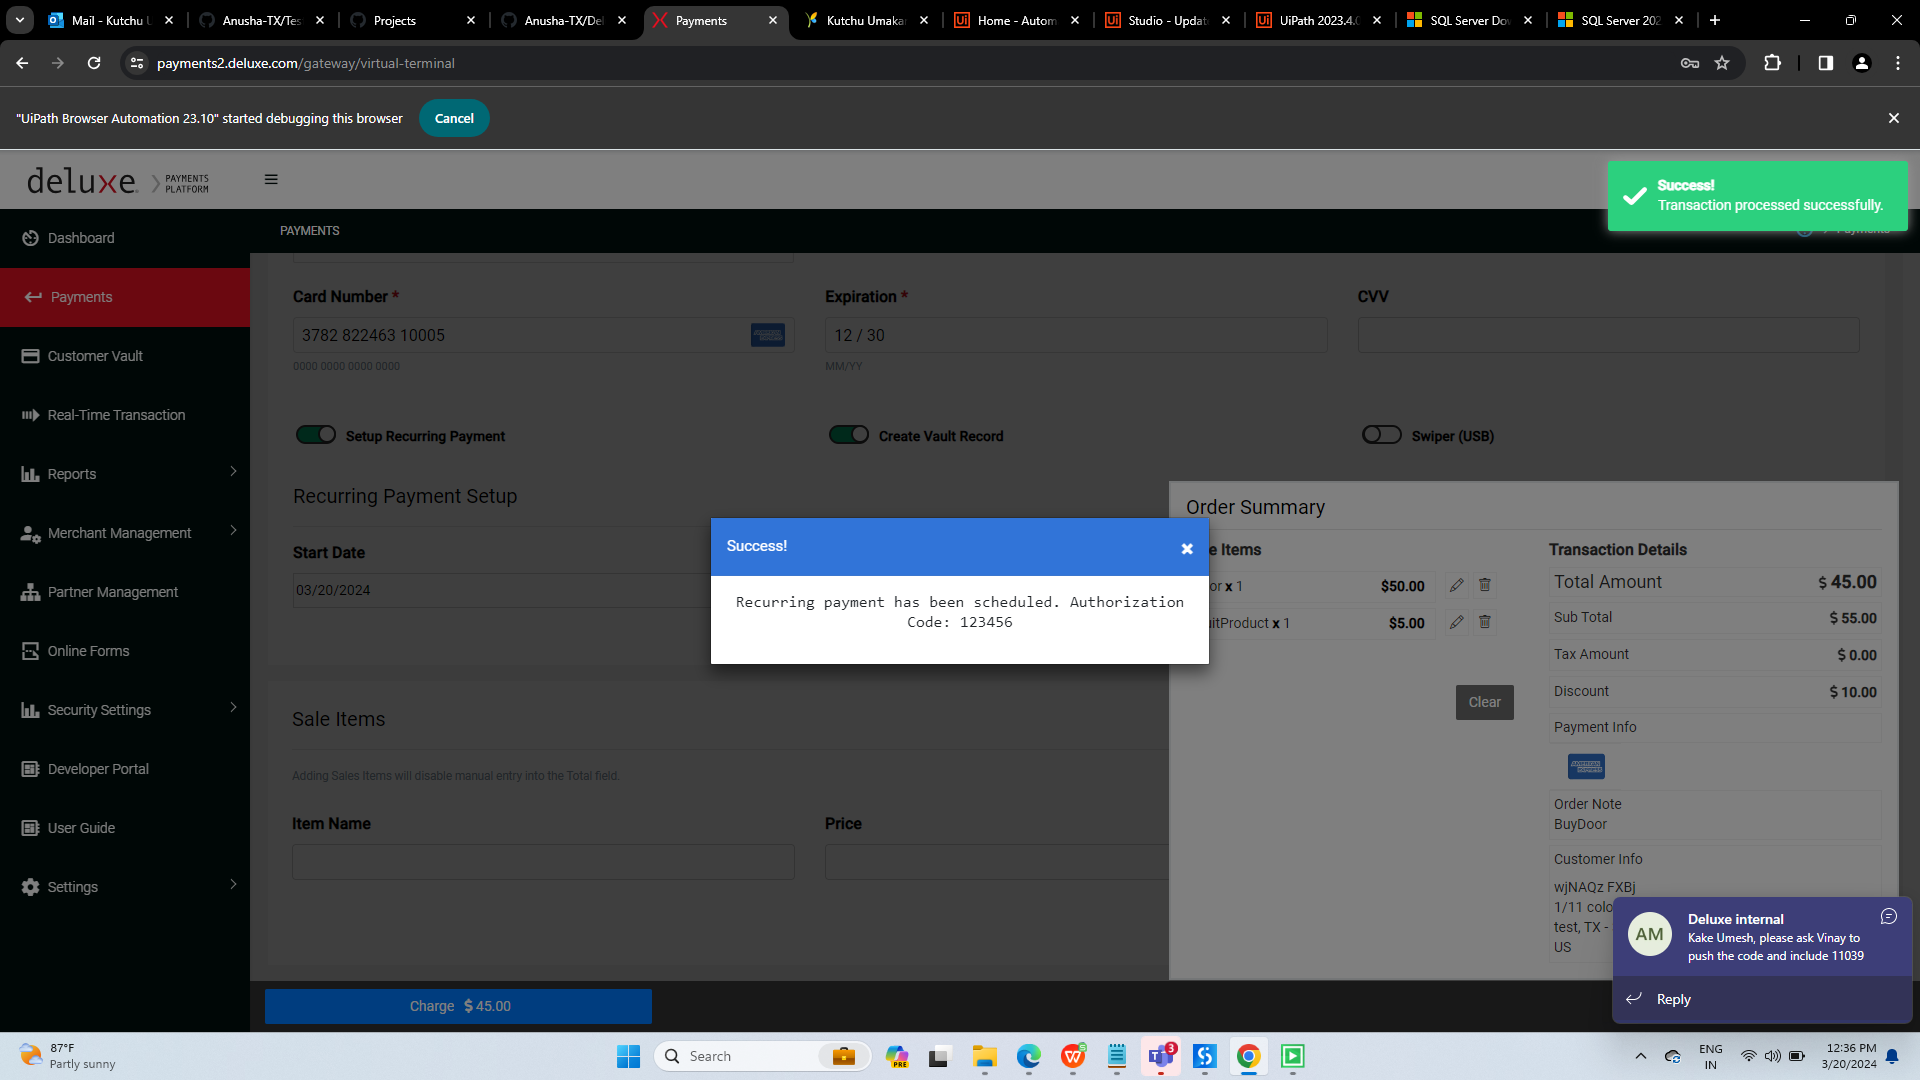 Mail - Kutchu U
Anusha-TX/Tes
Projects
Anusha-TX/Del
Payments
Kutchu Umakan
Home - Autom
Studio - Updat
UiPath 2023.4.0
SQL Server Dov
SQL Server 202
payments2.deluxe.com/gateway/virtual-terminal
"UiPath Browser Automation 23.10" started debugging this browser
Cancel
deluxe. PAYMENTS PLATFORM
Success!
Transaction processed successfully.
PAYMENTS
Payments
Dashboard
Payments
Customer Vault
Real-Time Transaction
Reports
Merchant Management
Partner Management
Online Forms
Security Settings
Developer Portal
User Guide
Settings
Card Number *
Expiration *
CVV
3782 822463 10005
12 / 30
0000 0000 0000 0000
MM/YY
Setup Recurring Payment
Create Vault Record
Swiper (USB)
Recurring Payment Setup
Start Date
03/20/2024
Success!
Recurring payment has been scheduled. Authorization
Code: 123456
Order Summary
e Items
or x 1
$50.00
uitProduct x 1
$5.00
Clear
Transaction Details
Total Amount
$ 45.00
Sub Total
$ 55.00
Tax Amount
$ 0.00
Discount
$ 10.00
Payment Info
AMERICAN EXPRESS
Order Note
BuyDoor
Customer Info
wjNAQz FXBj
1/11 colo
test, TX -
US
Sale Items
Adding Sales Items will disable manual entry into the Total field.
Item Name
Price
Charge $ 45.00
AM
Deluxe internal
Kake Umesh, please ask Vinay to
push the code and include 11039
Reply
87°F
Partly sunny
Search
PRE
3
ENG
IN
12:36 PM
3/20/2024